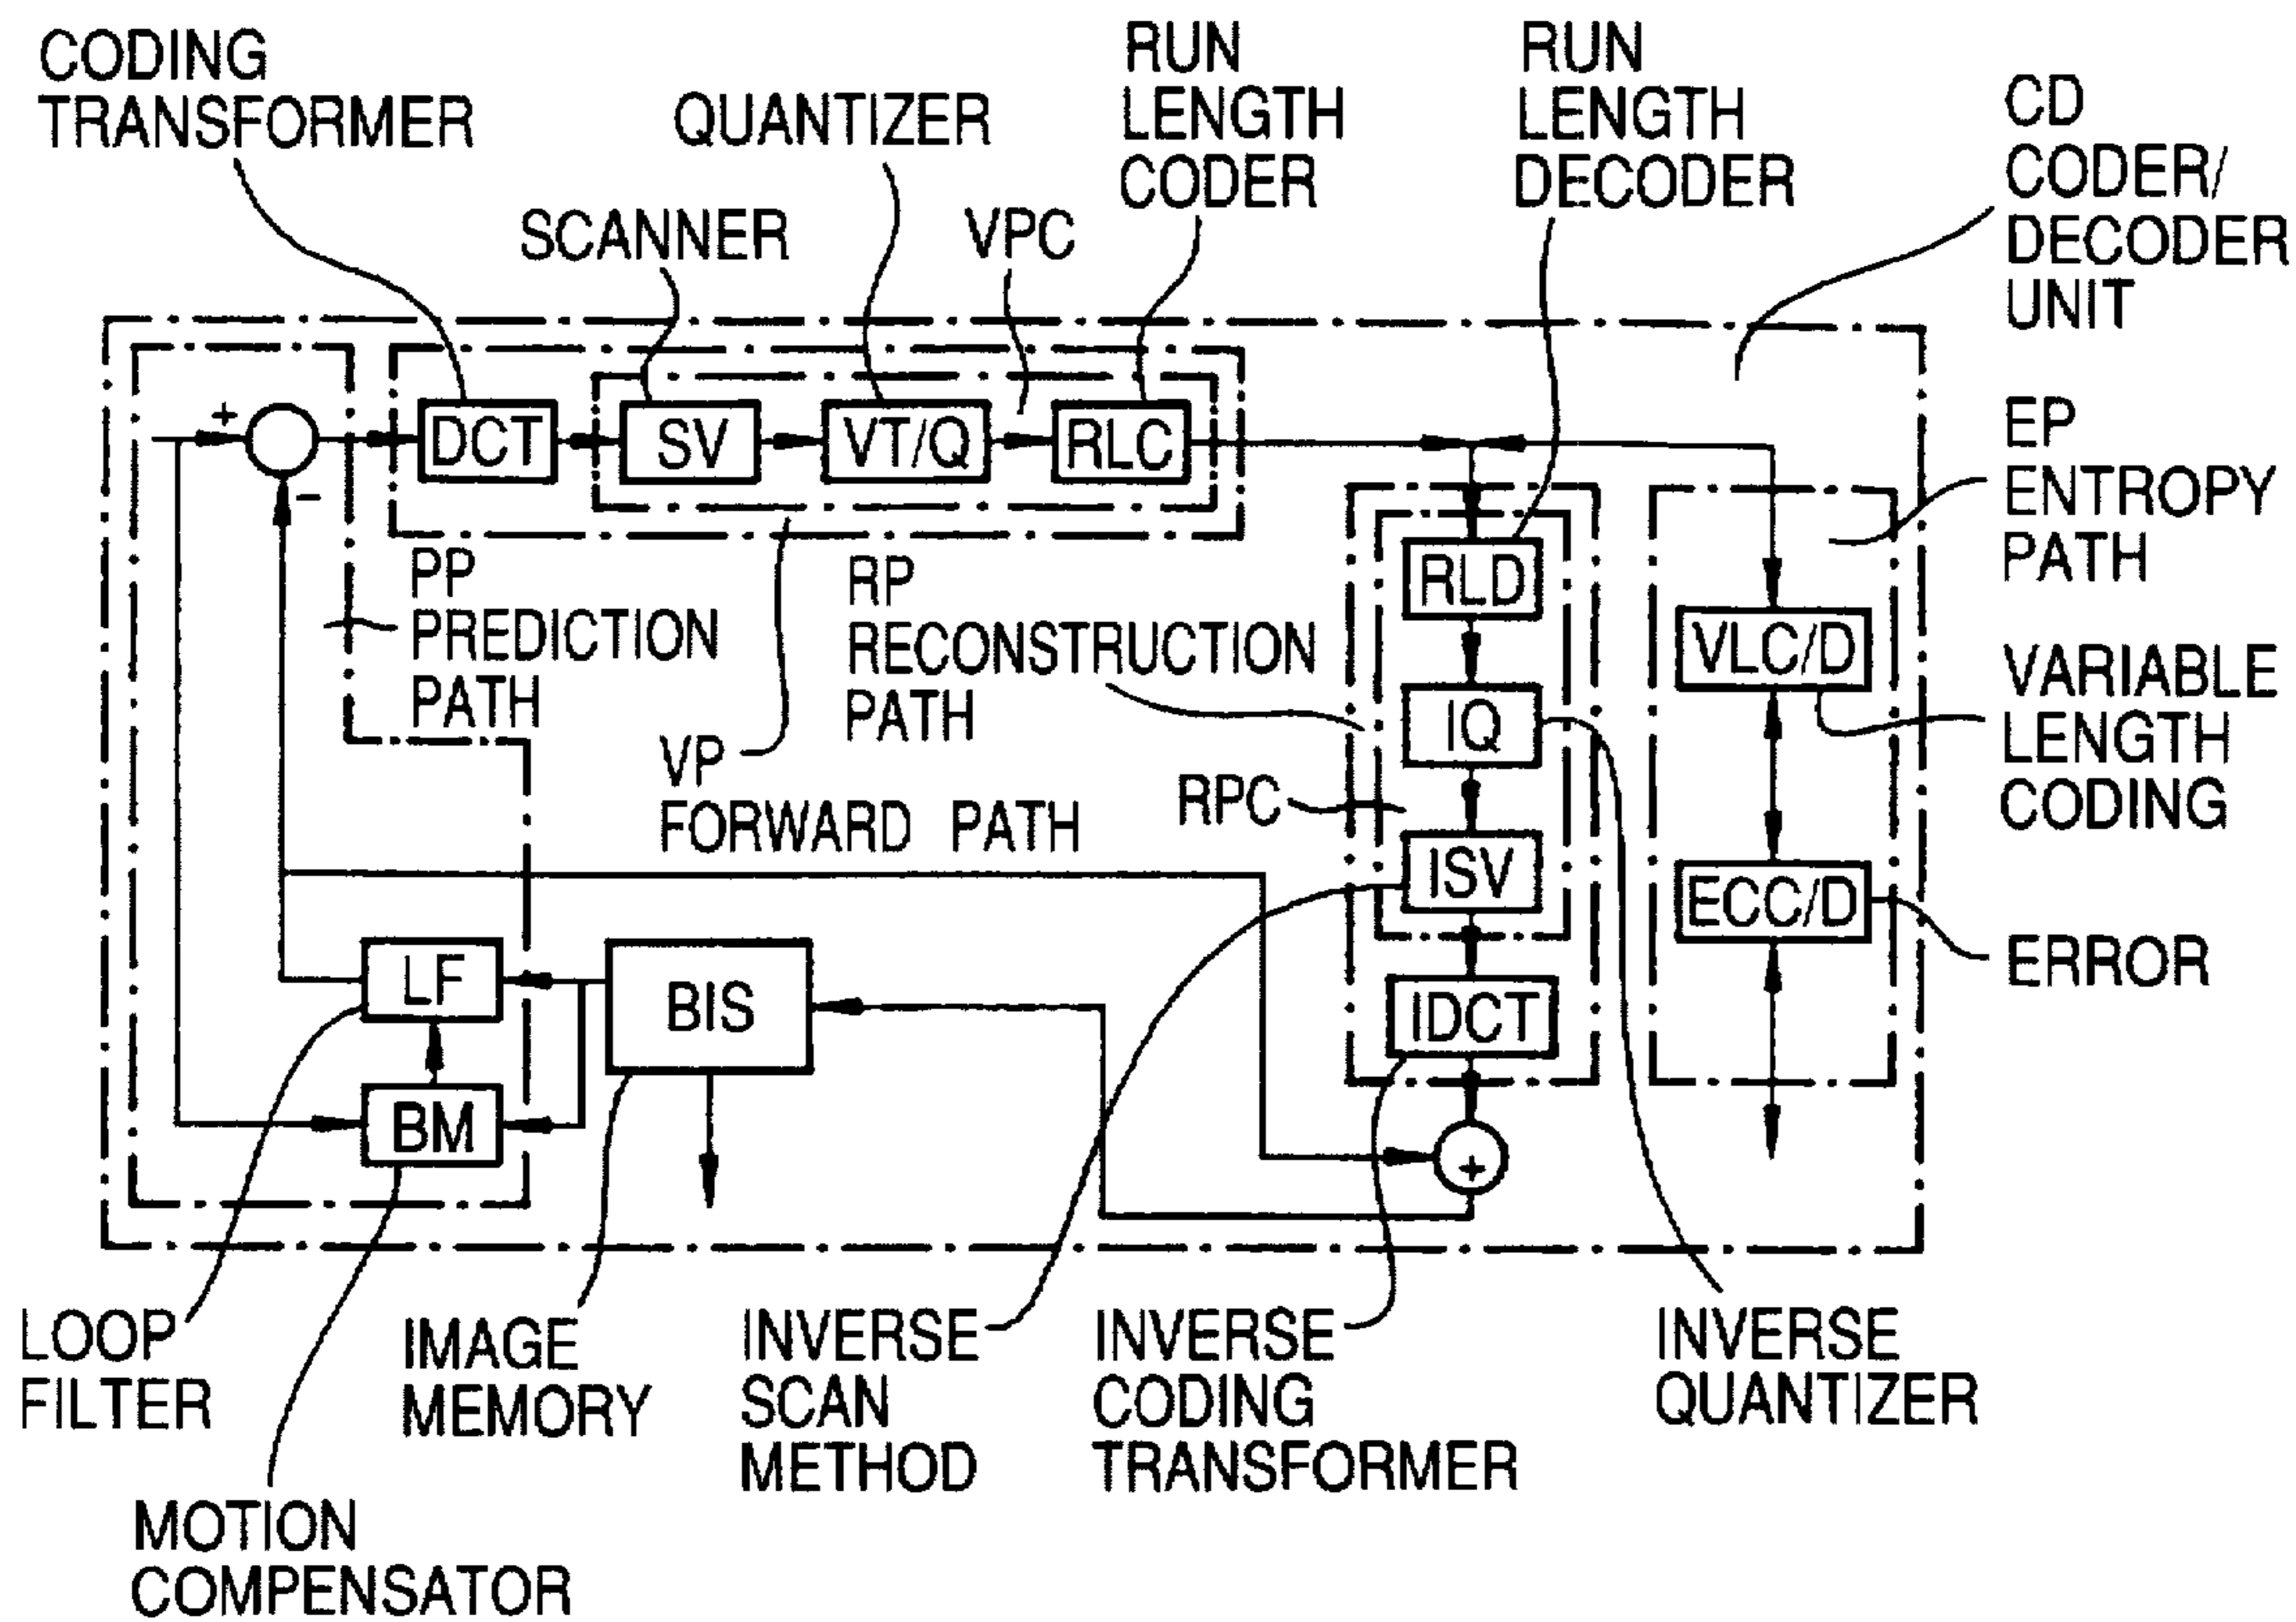 CODING
TRANSFORMER
SCANNER
QUANTIZER
VPC
RUN
LENGTH
CODER
RUN
LENGTH
DECODER
CD
CODER/
DECODER
UNIT
+
-
DCT
SV
VT/Q
RLC
PP
PREDICTION
PATH
VP
FORWARD PATH
RP
RECONSTRUCTION
PATH
RPC
RLD
IQ
ISV
IDCT
+
EP
ENTROPY
PATH
VLC/D
VARIABLE
LENGTH
CODING
ECC/D
ERROR
LF
BM
BIS
LOOP
FILTER
MOTION
COMPENSATOR
IMAGE
MEMORY
INVERSE
SCAN
METHOD
INVERSE
CODING
TRANSFORMER
INVERSE
QUANTIZER